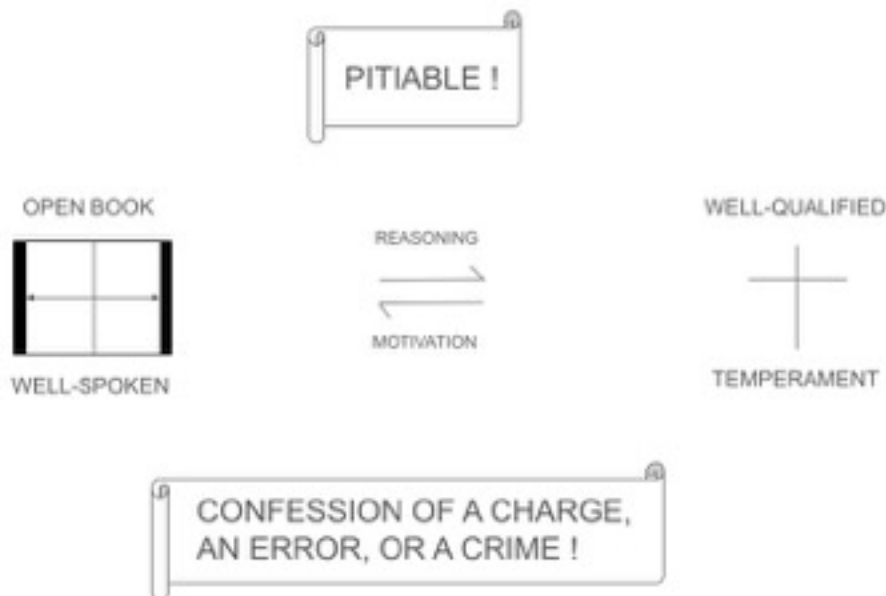 PITIABLE !
OPEN BOOK
WELL-SPOKEN
REASONING
MOTIVATION
WELL-QUALIFIED
TEMPERAMENT
CONFESSION OF A CHARGE,
AN ERROR, OR A CRIME !